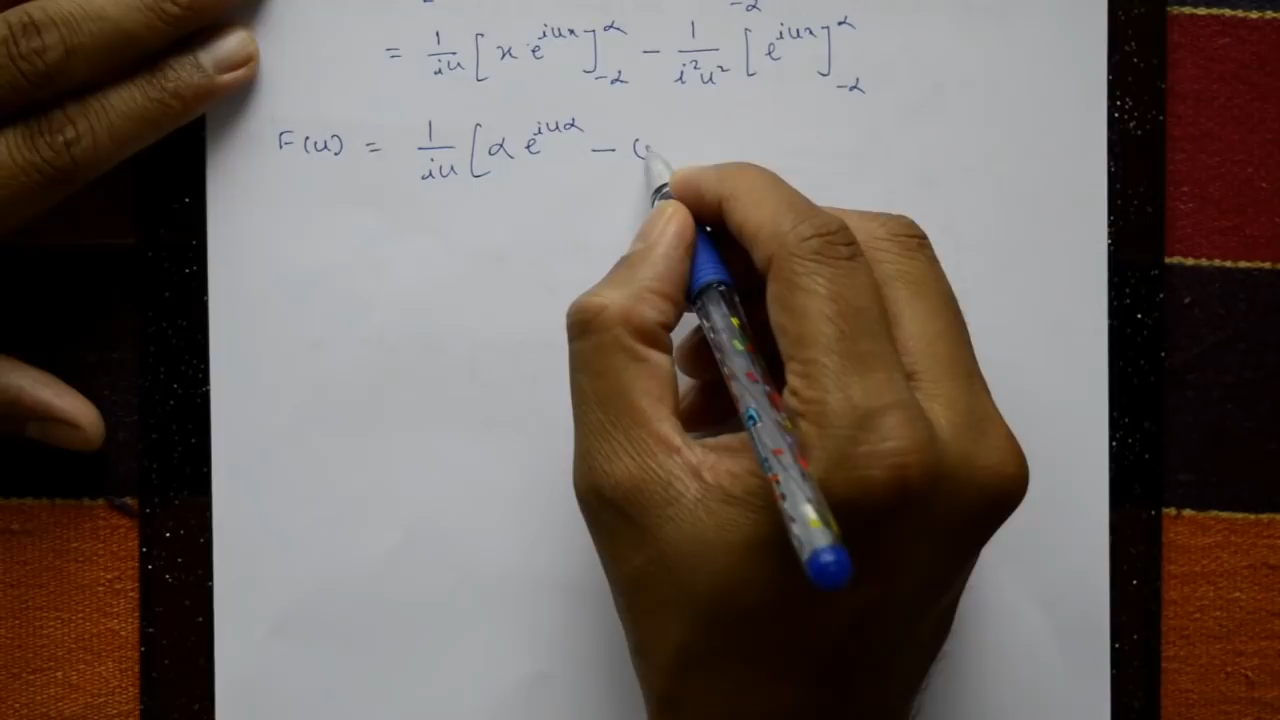 -α
= 1/iu [x e^{iux}]_{-α}^{α} - 1/i²u² [e^{iux}]_{-α}^{α}
F(u) = 1/iu [α e^{iuα} - (